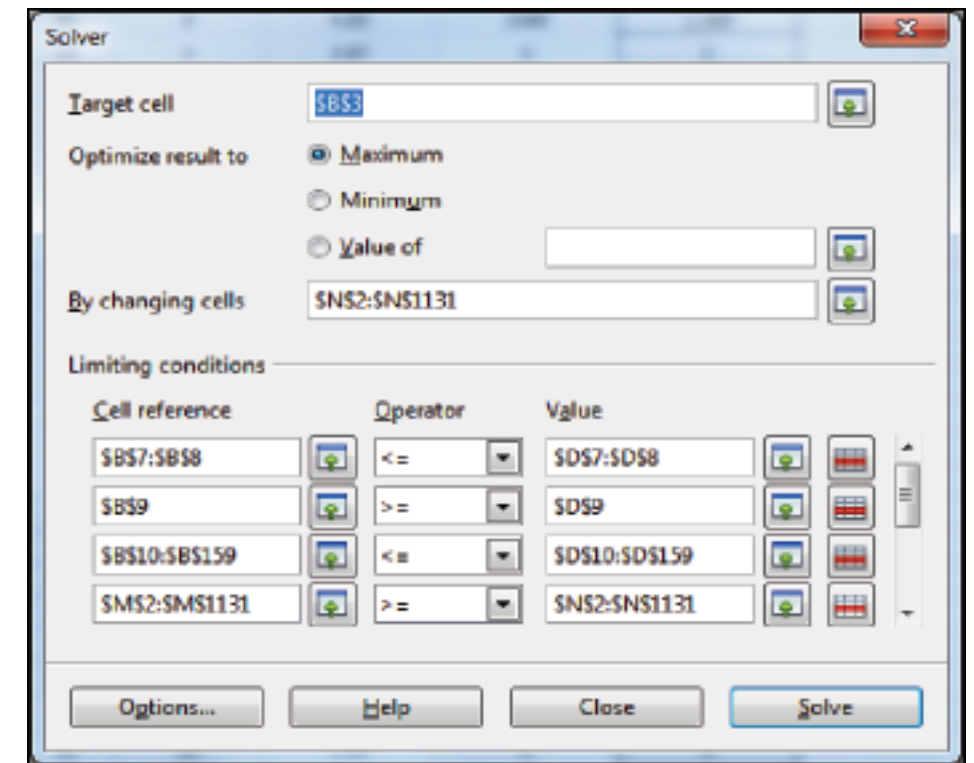 Solver
Target cell $B$3
Optimize result to Maximum
Minimum
Value of
By changing cells $N$2:$N$1131
Limiting conditions
Cell reference Operator Value
$B$7:$B$8 <= $D$7:$D$8
$B$9 >= $D$9
$B$10:$B$159 <= $D$10:$D$159
$M$2:$M$1131 >= $N$2:$N$1131
Options... Help Close Solve